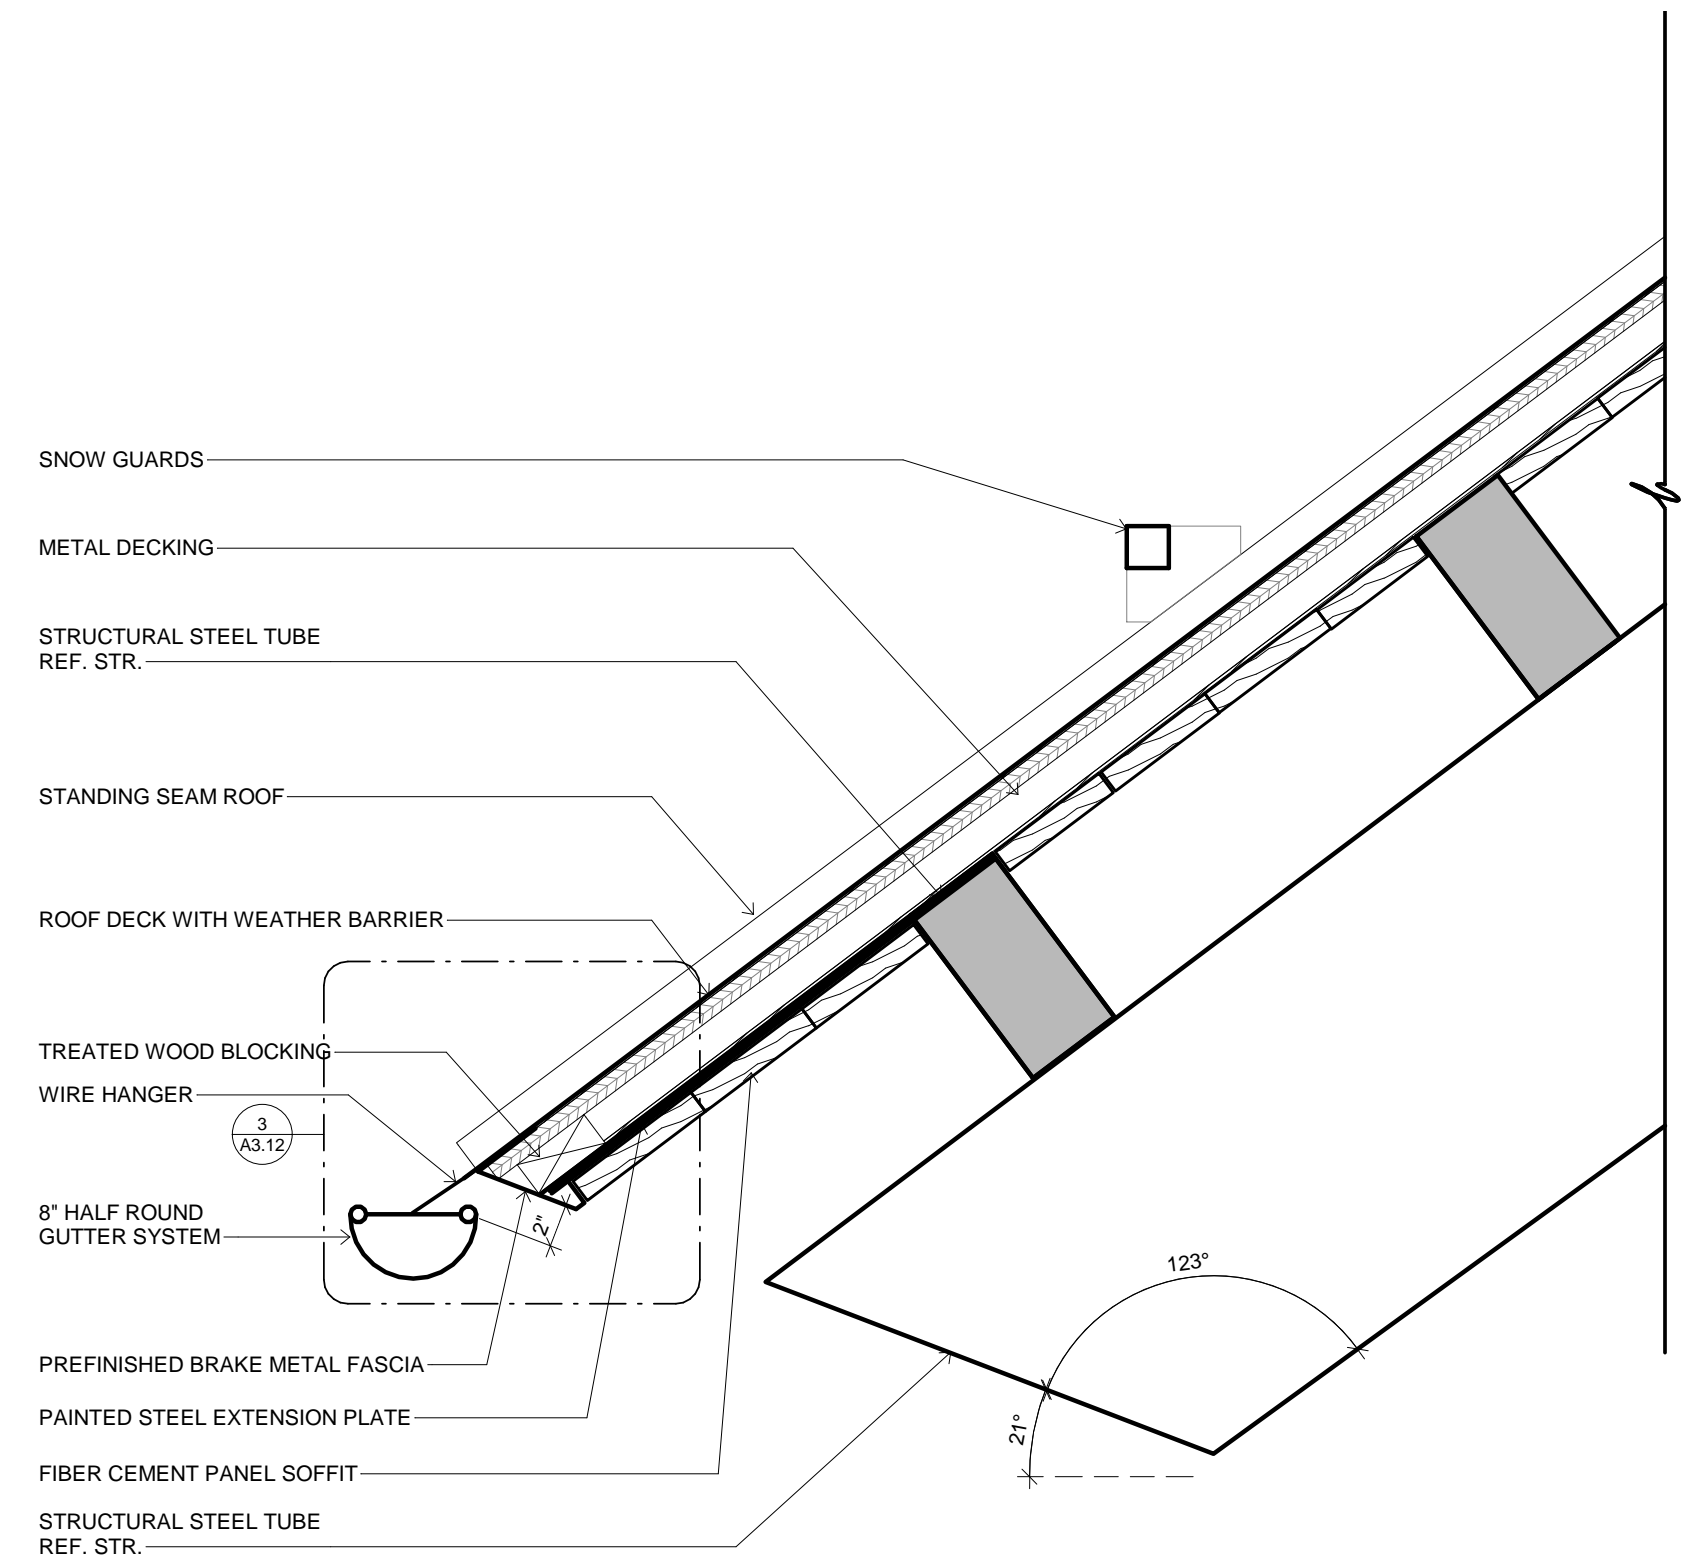 SNOW GUARDS
METAL DECKING
STRUCTURAL STEEL TUBE
REF. STR.
STANDING SEAM ROOF
ROOF DECK WITH WEATHER BARRIER
TREATED WOOD BLOCKING
WIRE HANGER
3
A3.12
8" HALF ROUND
GUTTER SYSTEM
2"
123°
PREFINISHED BRAKE METAL FASCIA
PAINTED STEEL EXTENSION PLATE
21°
FIBER CEMENT PANEL SOFFIT
STRUCTURAL STEEL TUBE
REF. STR.